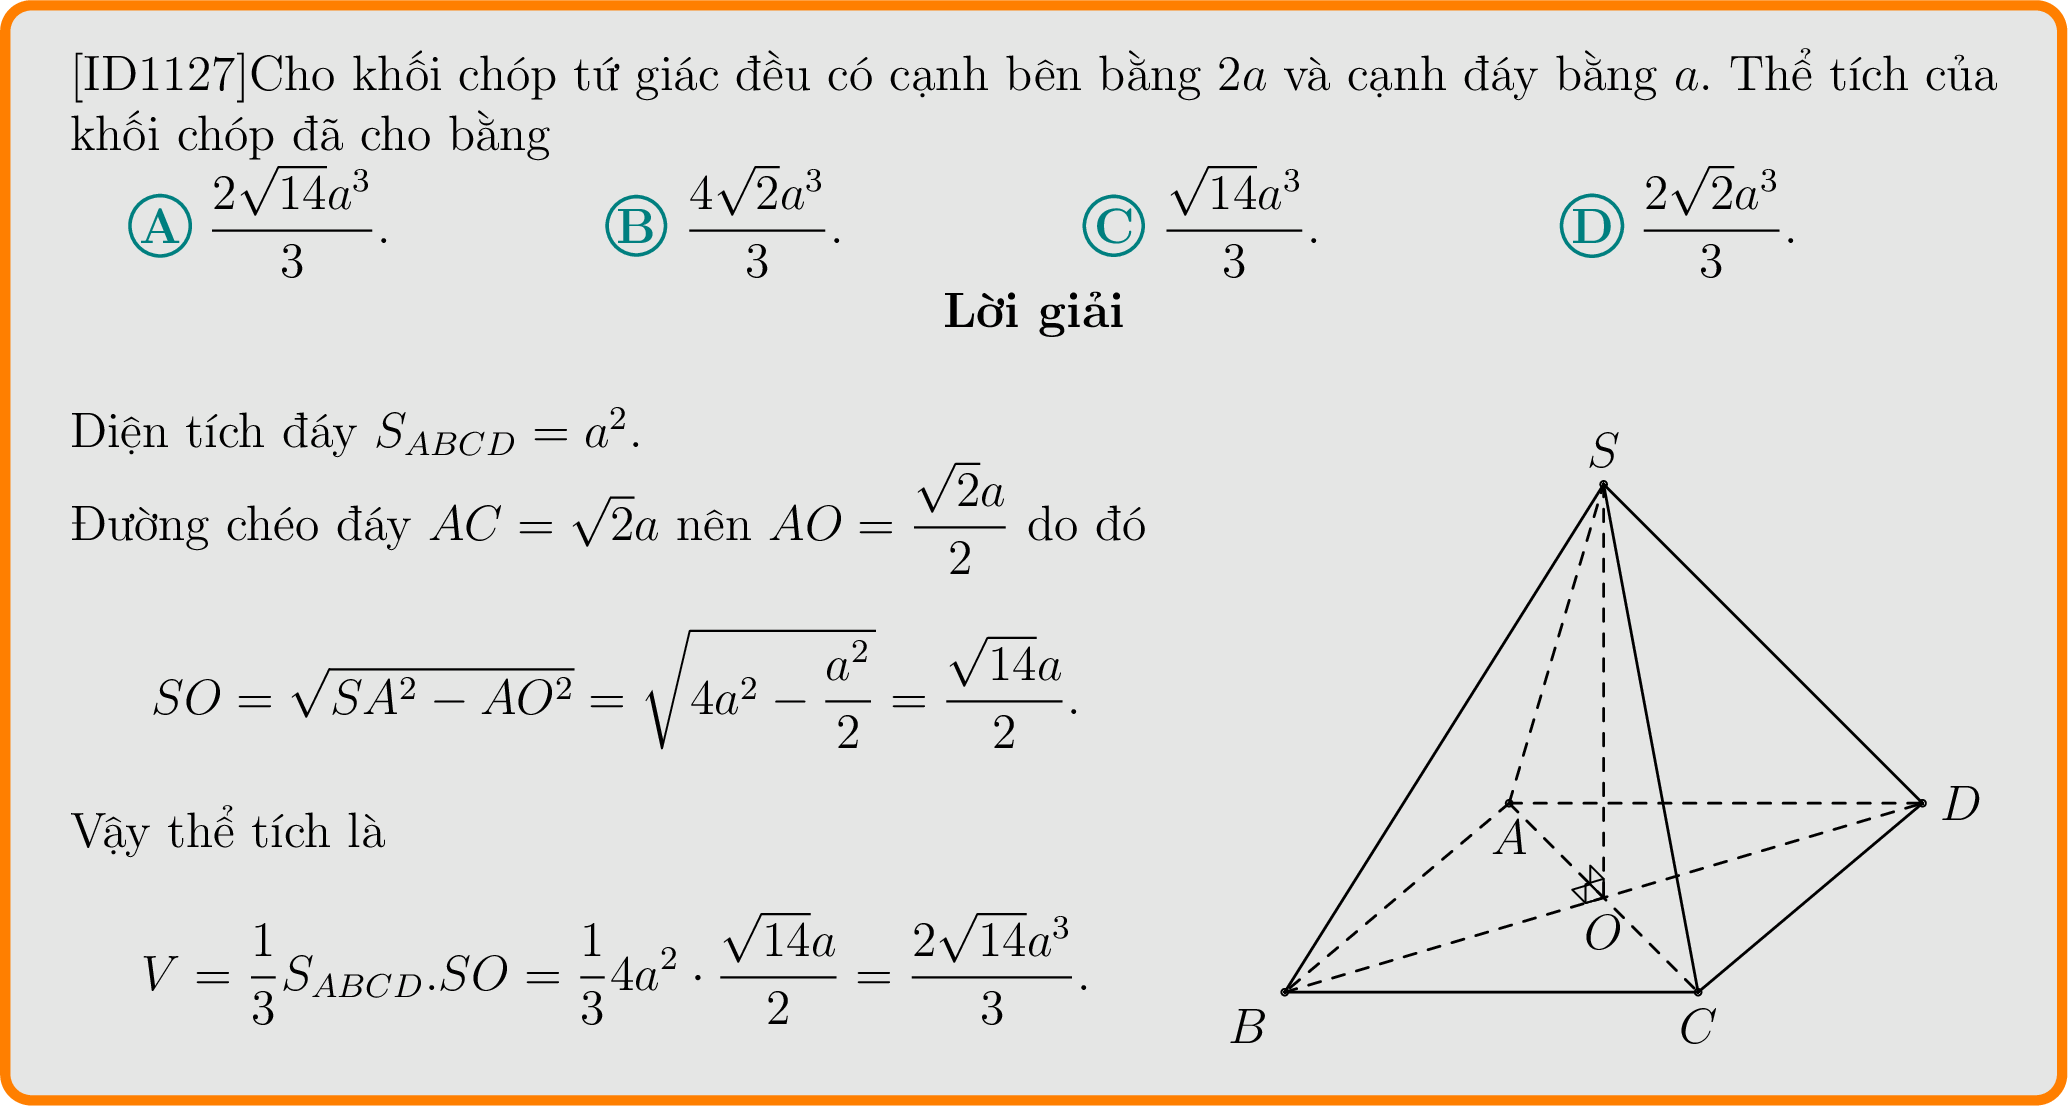 [ID1127]Cho khối chóp tứ giác đều có cạnh bên bằng 2a và cạnh đáy bằng a. Thể tích của
khối chóp đã cho bằng
Ⓐ $\frac{2\sqrt{14}a^3}{3}$. Ⓑ $\frac{4\sqrt{2}a^3}{3}$. Ⓒ $\frac{\sqrt{14}a^3}{3}$. Ⓓ $\frac{2\sqrt{2}a^3}{3}$.
Lời giải
Diện tích đáy $S_{ABCD} = a^2$.
Đường chéo đáy $AC = \sqrt{2}a$ nên $AO = \frac{\sqrt{2}a}{2}$ do đó
$SO = \sqrt{SA^2 - AO^2} = \sqrt{4a^2 - \frac{a^2}{2}} = \frac{\sqrt{14}a}{2}$.
Vậy thể tích là
$V = \frac{1}{3}S_{ABCD}.SO = \frac{1}{3}4a^2 \cdot \frac{\sqrt{14}a}{2} = \frac{2\sqrt{14}a^3}{3}$.
S
A
D
O
B
C